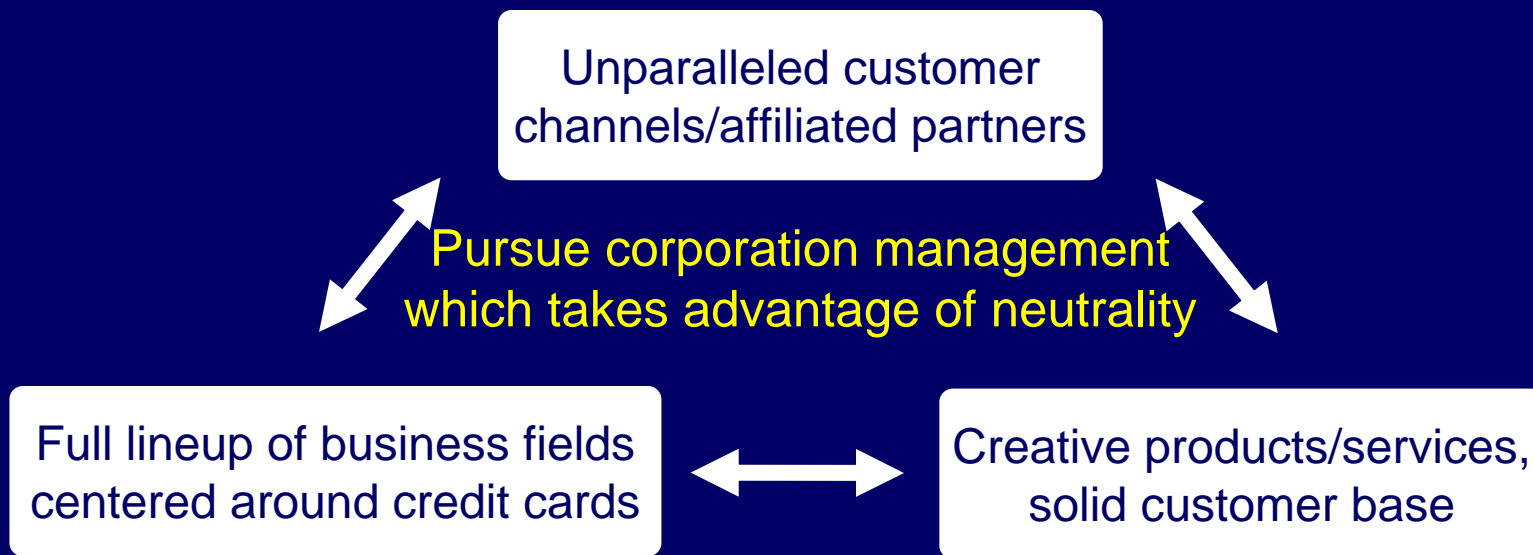 Unparalleled customer
channels/affiliated partners
Pursue corporation management
which takes advantage of neutrality
Full lineup of business fields
centered around credit cards
Creative products/services,
solid customer base